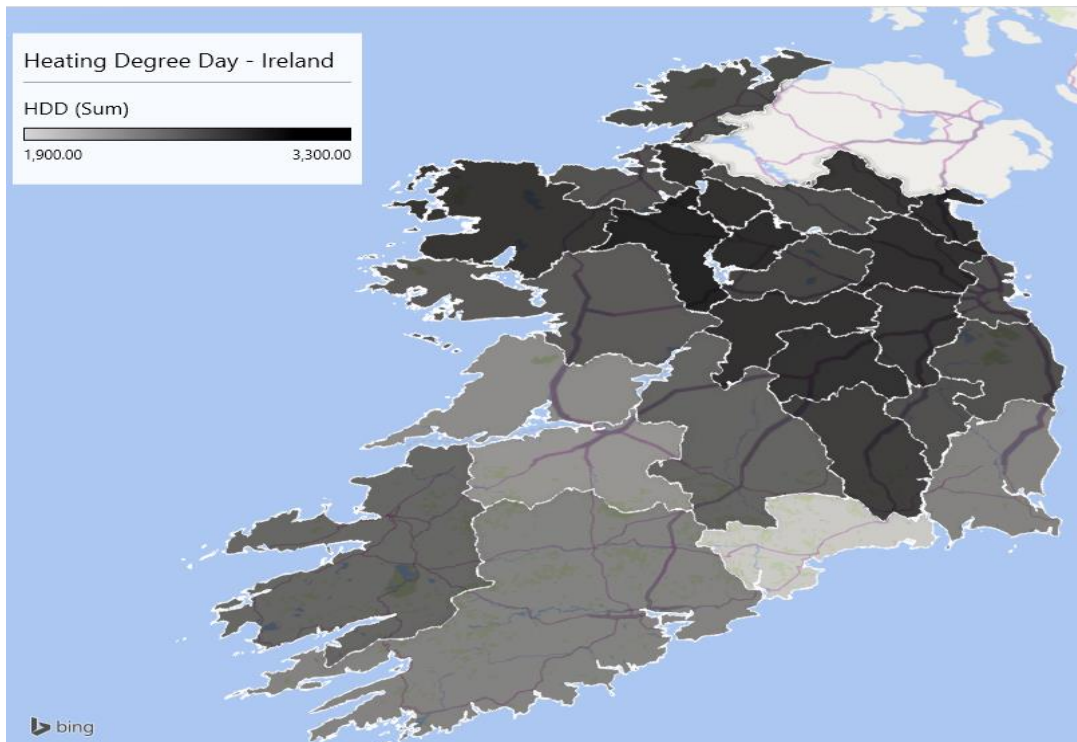 Heating Degree Day - Ireland
HDD (Sum)
1,900.00 3,300.00
bing